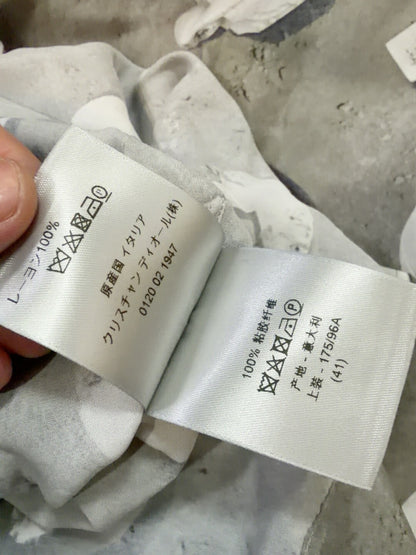 レーヨン100%
P
原産国 イタリア
クリスチャン ディオール(株)
0120 02 1947
100% 粘胶纤维
P
产地 - 意大利
上装 - 175/96A
(41)